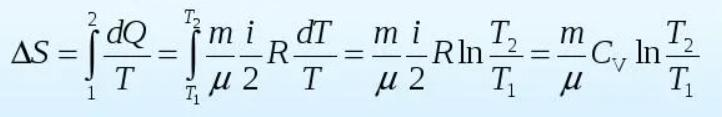 ΔS = ∫₁² dQ/T = ∫_{T₁}^{T₂} m/μ i/2 R dT/T = m/μ i/2 R ln T₂/T₁ = m/μ C_V ln T₂/T₁